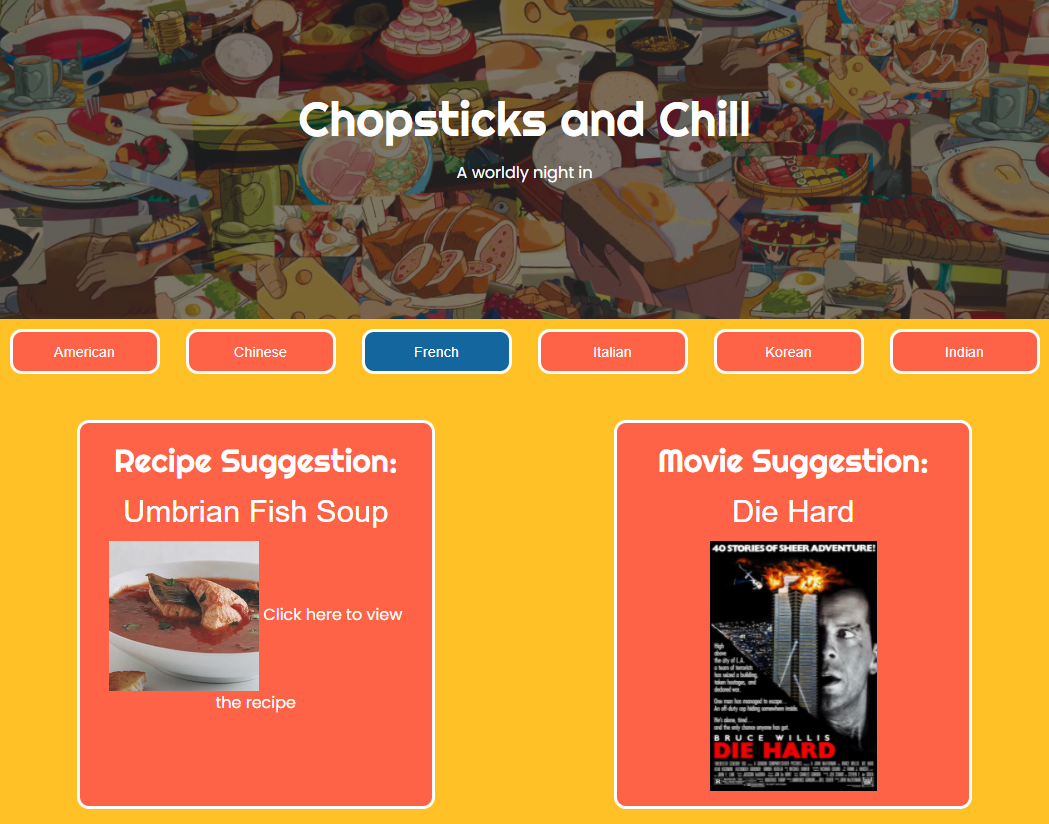 Chopsticks and Chill
A worldly night in
American
Chinese
French
Italian
Korean
Indian
Recipe Suggestion:
Umbrian Fish Soup
Click here to view
the recipe
Movie Suggestion:
Die Hard
40 STORIES OF SHEER ADVENTURE!
High
above
the city of L.A.
a team of terrorists
has seized a building,
taken hostages, and
declared war.
One man has managed to escape...
An off-duty cop hiding somewhere inside.
He's alone, tired...
and the only chance anyone has got.
BRUCE WILLIS
DIE HARD